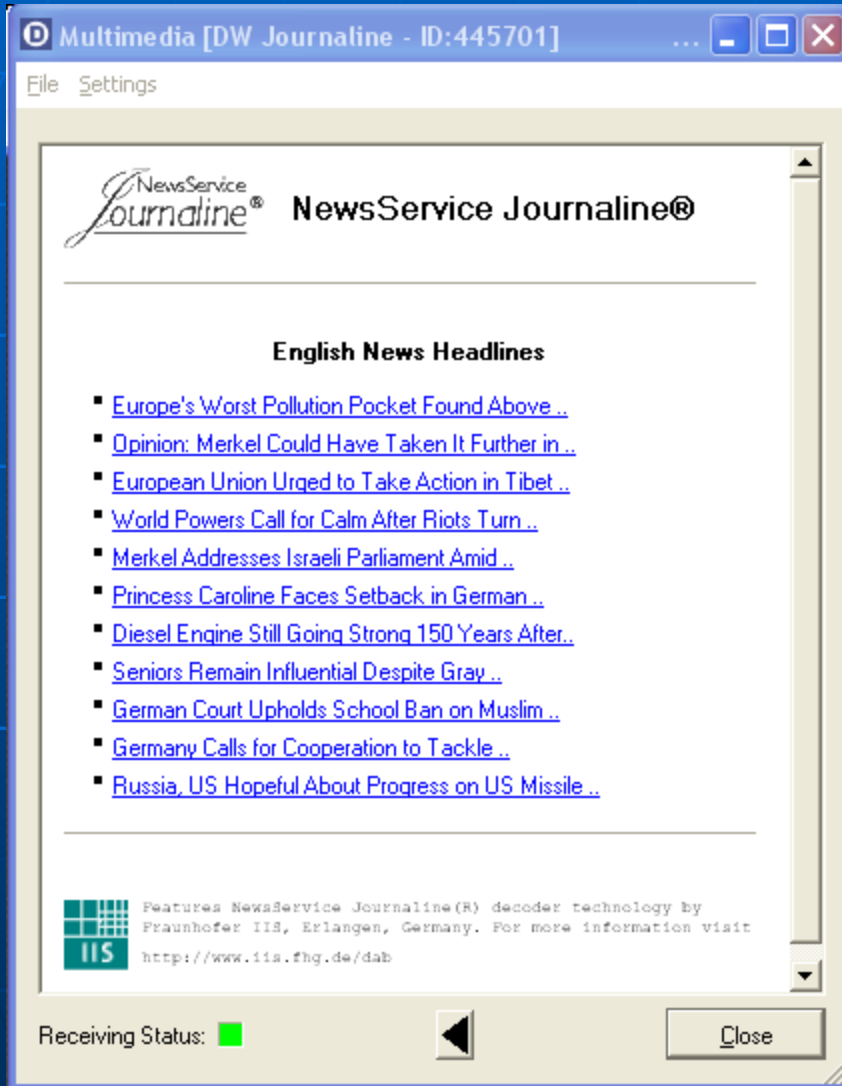 Multimedia [DW Journaline - ID:445701] ...
File Settings
NewsService
Journaline® NewsService Journaline®
English News Headlines
Europe's Worst Pollution Pocket Found Above ..
Opinion: Merkel Could Have Taken It Further in ..
European Union Urged to Take Action in Tibet ..
World Powers Call for Calm After Riots Turn ..
Merkel Addresses Israeli Parliament Amid ..
Princess Caroline Faces Setback in German ..
Diesel Engine Still Going Strong 150 Years After..
Seniors Remain Influential Despite Gray ..
German Court Upholds School Ban on Muslim ..
Germany Calls for Cooperation to Tackle ..
Russia, US Hopeful About Progress on US Missile ..
Features NewsService Journaline(R) decoder technology by
Fraunhofer IIS, Erlangen, Germany. For more information visit
IIS http://www.iis.fhg.de/dab
Receiving Status: Close